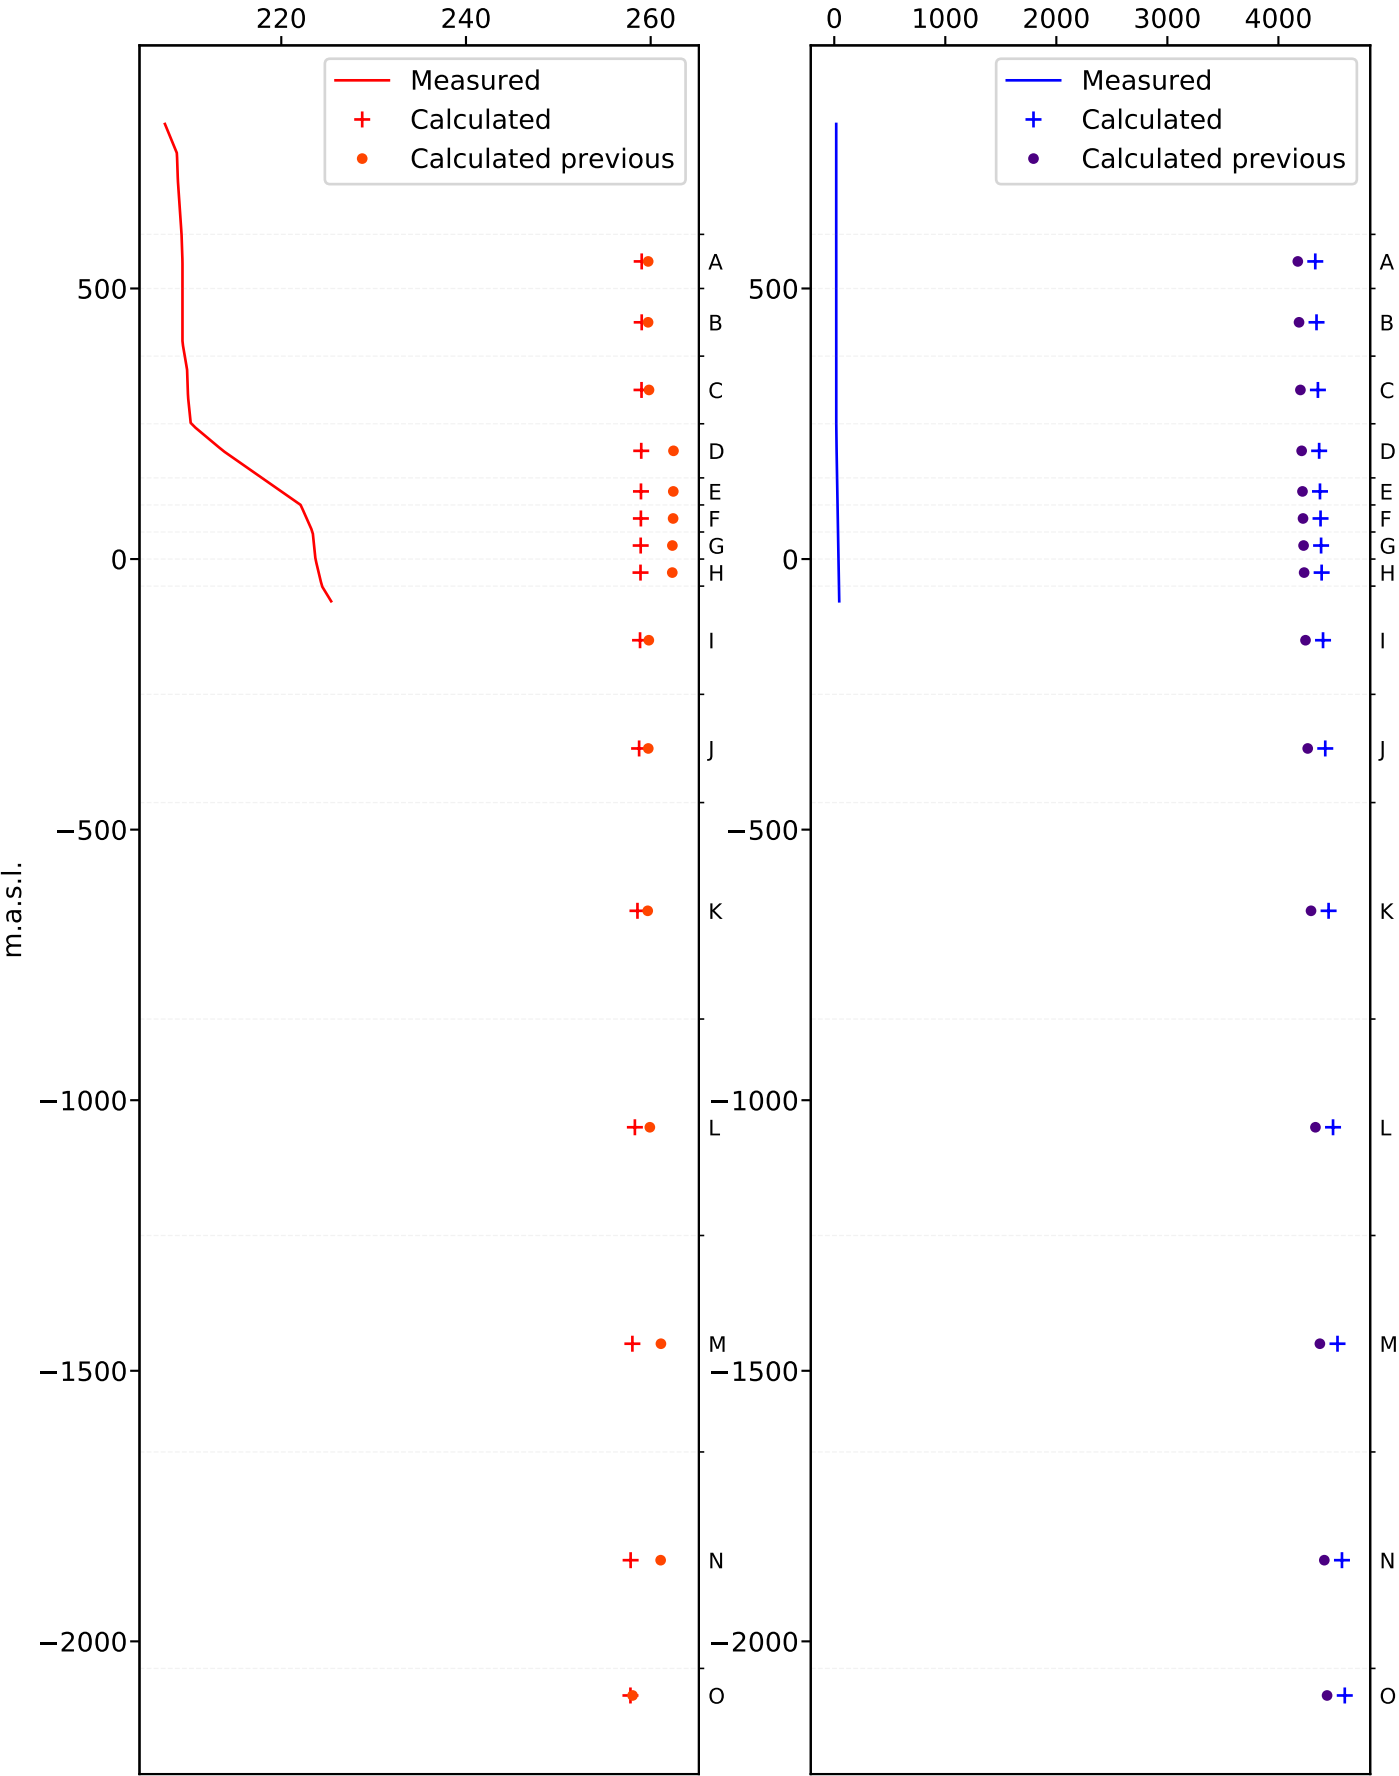 220 240 260
0 1000 2000 3000 4000
Measured
Calculated
Calculated previous
Measured
Calculated
Calculated previous
500
0
−500
−1000
−1500
−2000
m.a.s.l.
A
B
C
D
E
F
G
H
I
J
K
L
M
N
O
500
0
−500
−1000
−1500
−2000
A
B
C
D
E
F
G
H
I
J
K
L
M
N
O